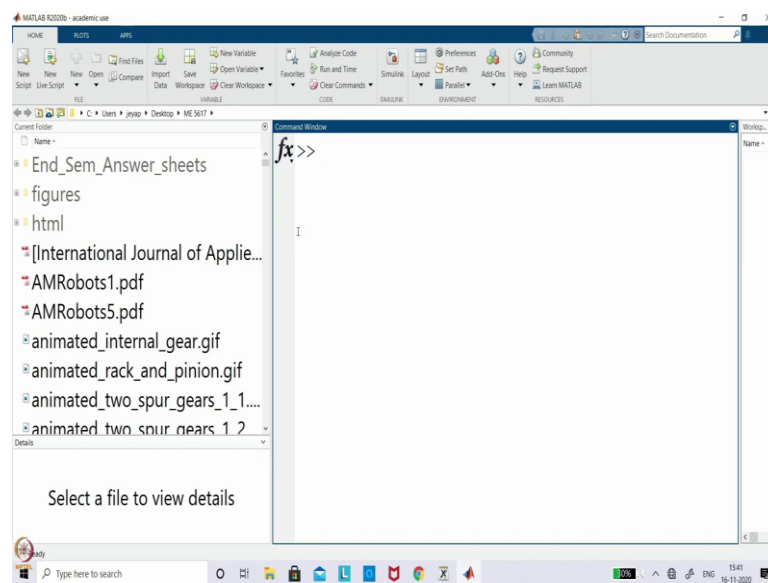 MATLAB R2020b - academic use
HOME PLOTS APPS Search Documentation
New Script New Live Script New Open Find Files Compare Import Data Save Workspace New Variable Open Variable Clear Workspace Favorites Analyze Code Run and Time Clear Commands Simulink Layout Preferences Set Path Parallel Add-Ons Help Community Request Support Learn MATLAB
FILE VARIABLE CODE SIMULINK ENVIRONMENT RESOURCES
C: Users jeyap Desktop ME 5617
Current Folder
Name
End_Sem_Answer_sheets
figures
html
[International Journal of Applie...
AMRobots1.pdf
AMRobots5.pdf
animated_internal_gear.gif
animated_rack_and_pinion.gif
animated_two_spur_gears_1_1....
animated_two_spur_gears_1_2
Details
Select a file to view details
Command Window
fx >>
Worksp...
Name
Ready
Type here to search
30% ENG 15:41
16-11-2020